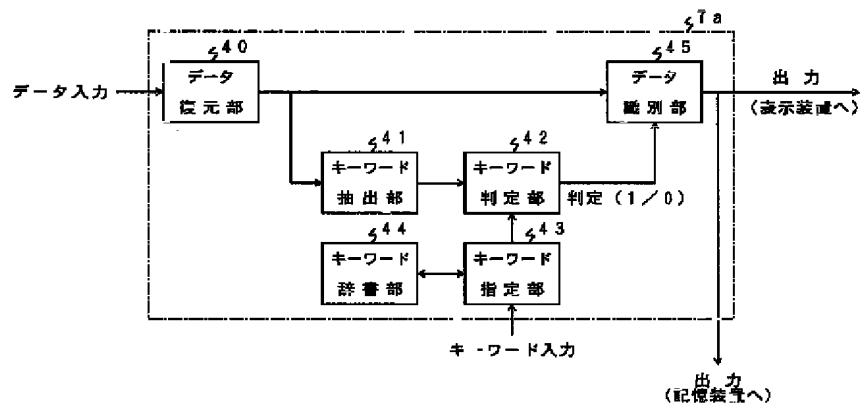 7a
40
データ
復元部
45
データ
識別部
データ入力
出力
(表示装置へ)
41
キーワード
抽出部
42
キーワード
判定部
判定(1/0)
44
キーワード
辞書部
43
キーワード
指定部
キーワード入力
出力
(記憶装置へ)